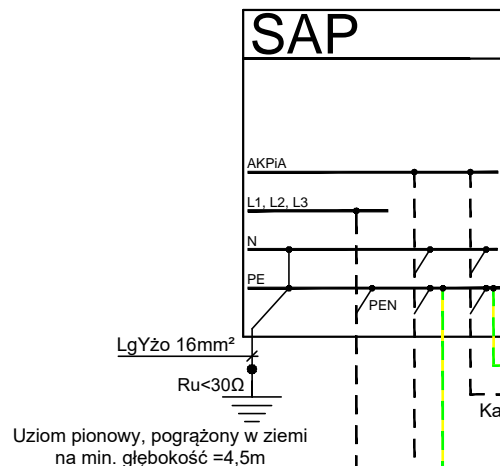 SAP
AKPiA
L1, L2, L3
N
PE
PEN
LgYżo 16mm²
Ru<30Ω
Ka
Uziom pionowy, pogrążony w ziemi
na min. głębokość =4,5m